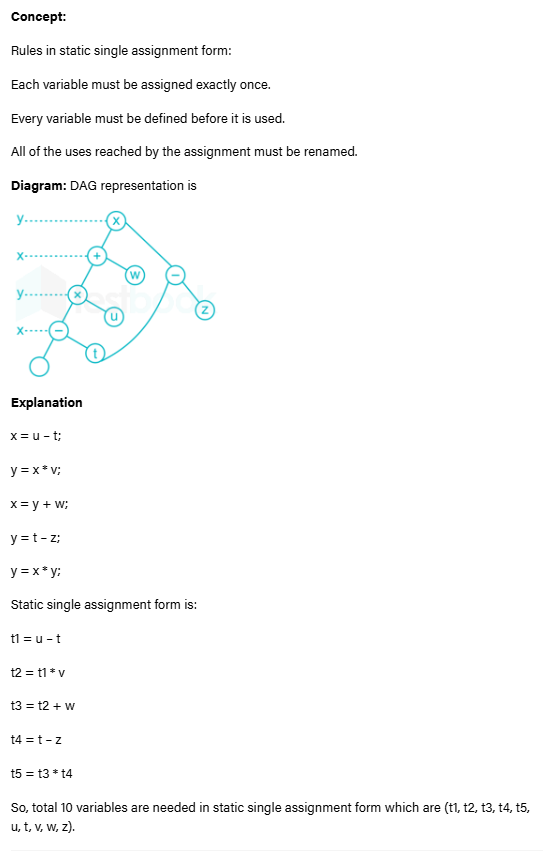 Concept:
Rules in static single assignment form:
Each variable must be assigned exactly once.
Every variable must be defined before it is used.
All of the uses reached by the assignment must be renamed.
Diagram: DAG representation is
y x
x +
w −
y x
z
u
x −
t
Explanation
x = u – t;
y = x * v;
x = y + w;
y = t – z;
y = x * y;
Static single assignment form is:
t1 = u – t
t2 = t1 * v
t3 = t2 + w
t4 = t – z
t5 = t3 * t4
So, total 10 variables are needed in static single assignment form which are (t1, t2, t3, t4, t5,
u, t, v, w, z).